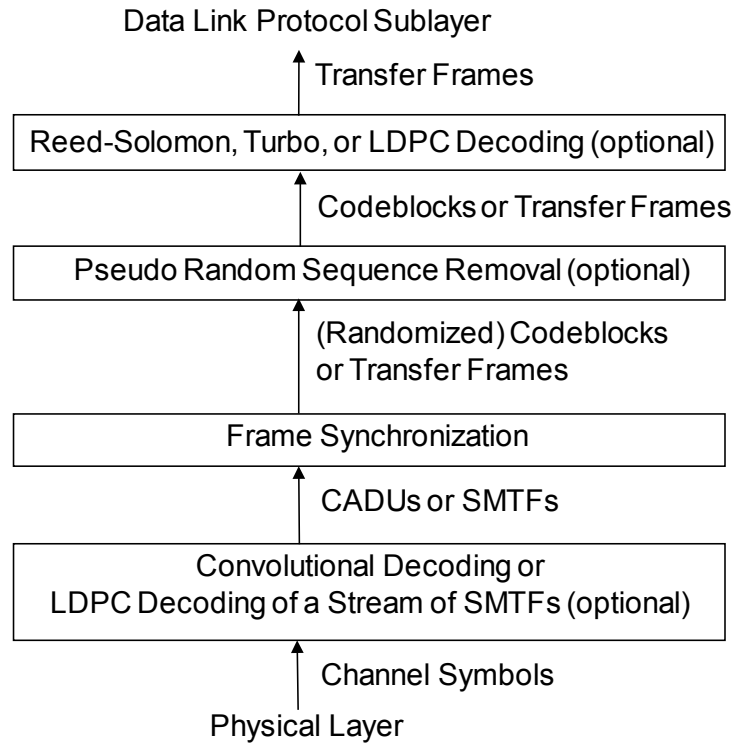 Data Link Protocol Sublayer
Transfer Frames
Reed-Solomon, Turbo, or LDPC Decoding (optional)
Codeblocks or Transfer Frames
Pseudo Random Sequence Removal (optional)
(Randomized) Codeblocks
or Transfer Frames
Frame Synchronization
CADUs or SMTFs
Convolutional Decoding or
LDPC Decoding of a Stream of SMTFs (optional)
Channel Symbols
Physical Layer